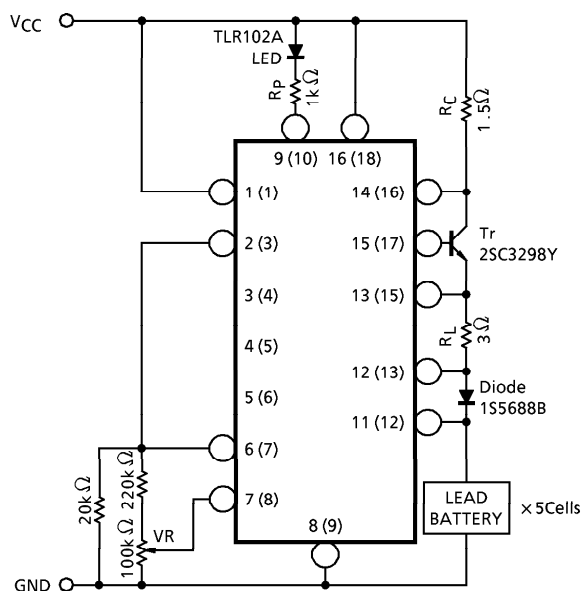 VCC
TLR102A
LED
RP
1kΩ
RC
1.5Ω
9 (10)
16 (18)
1 (1)
14 (16)
2 (3)
15 (17)
Tr
2SC3298Y
3 (4)
13 (15)
RL
3Ω
4 (5)
12 (13)
Diode
1S5688B
5 (6)
11 (12)
6 (7)
20kΩ
220kΩ
7 (8)
LEAD
BATTERY
×5Cells
100kΩ
VR
8 (9)
GND